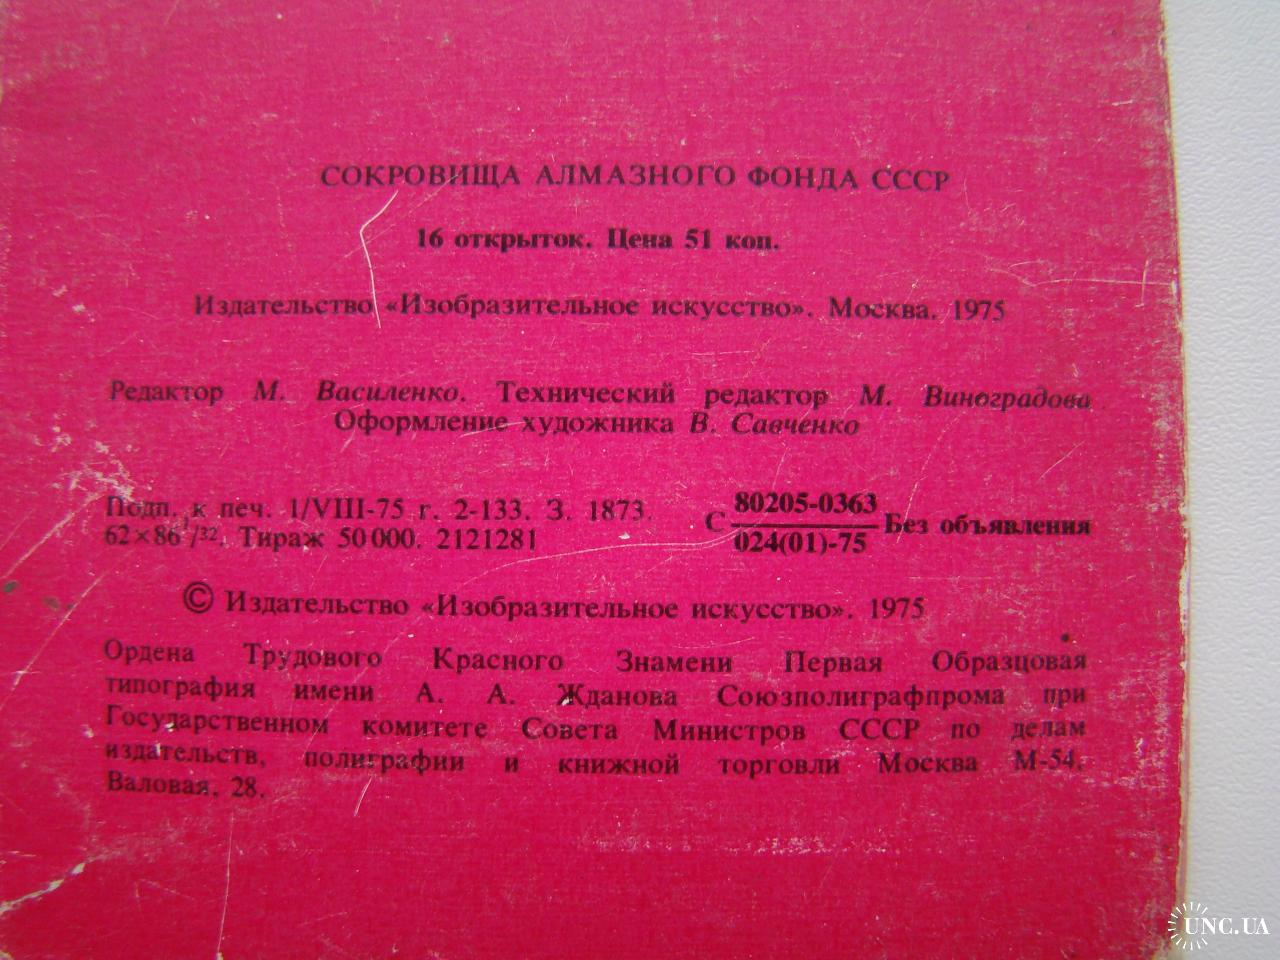 СОКРОВИЩА АЛМАЗНОГО ФОНДА СССР
16 открыток. Цена 51 коп.
Издательство «Изобразительное искусство». Москва. 1975
Редактор М. Василенко. Технический редактор М. Виноградова
Оформление художника В. Савченко
Подп. к печ. 1/VIII-75 г. 2-133. З. 1873.
62×86 1/32. Тираж 50 000. 2121281
С 80205-0363
024(01)-75
Без объявления
© Издательство «Изобразительное искусство». 1975
Ордена Трудового Красного Знамени Первая Образцовая
типография имени А. А. Жданова Союзполиграфпрома при
Государственном комитете Совета Министров СССР по делам
издательств, полиграфии и книжной торговли Москва М-54,
Валовая, 28.
UNC.UA